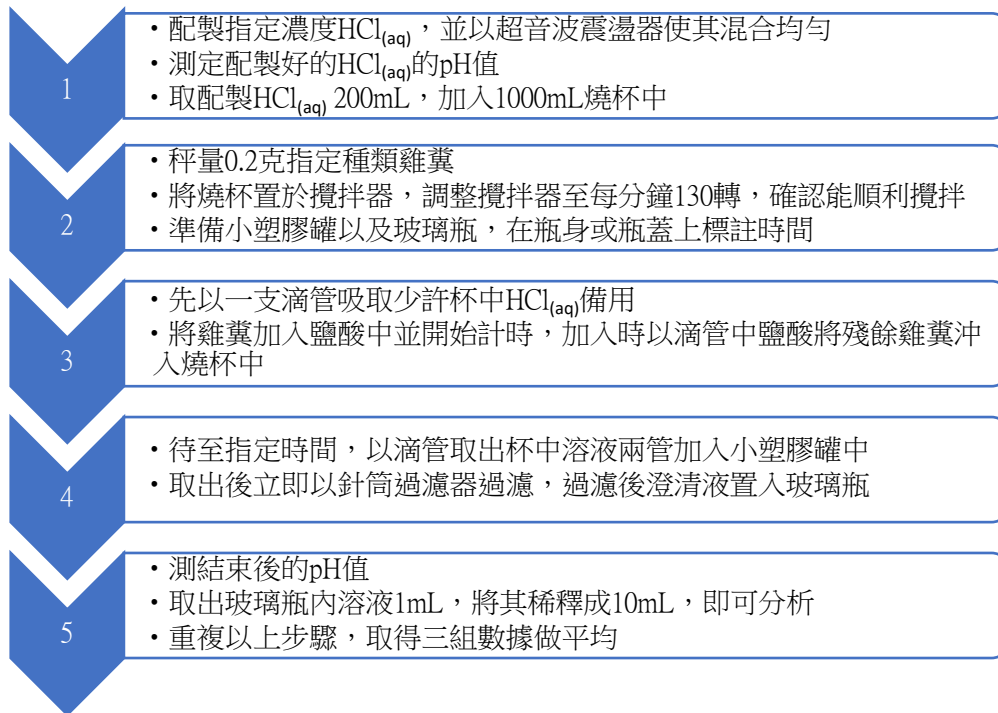 1
・配製指定濃度HCl(aq)，並以超音波震盪器使其混合均勻
・測定配製好的HCl(aq)的pH值
・取配製HCl(aq) 200mL，加入1000mL燒杯中
2
・秤量0.2克指定種類雞糞
・將燒杯置於攪拌器，調整攪拌器至每分鐘130轉，確認能順利攪拌
・準備小塑膠罐以及玻璃瓶，在瓶身或瓶蓋上標註時間
3
・先以一支滴管吸取少許杯中HCl(aq)備用
・將雞糞加入鹽酸中並開始計時，加入時以滴管中鹽酸將殘餘雞糞沖
入燒杯中
4
・待至指定時間，以滴管取出杯中溶液兩管加入小塑膠罐中
・取出後立即以針筒過濾器過濾，過濾後澄清液置入玻璃瓶
5
・測結束後的pH值
・取出玻璃瓶內溶液1mL，將其稀釋成10mL，即可分析
・重複以上步驟，取得三組數據做平均